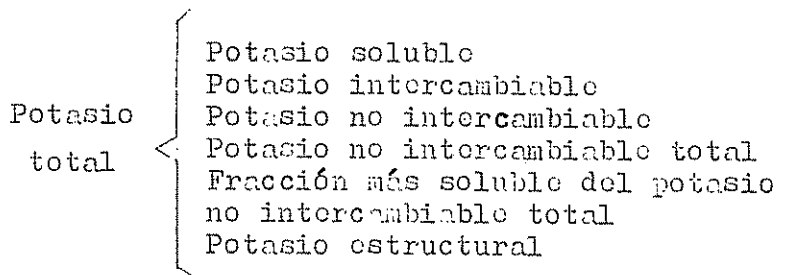 Potasio
total
Potasio soluble
Potasio intercambiable
Potasio no intercambiable
Potasio no intercambiable total
Fracción más soluble del potasio
no intercambiable total
Potasio estructural